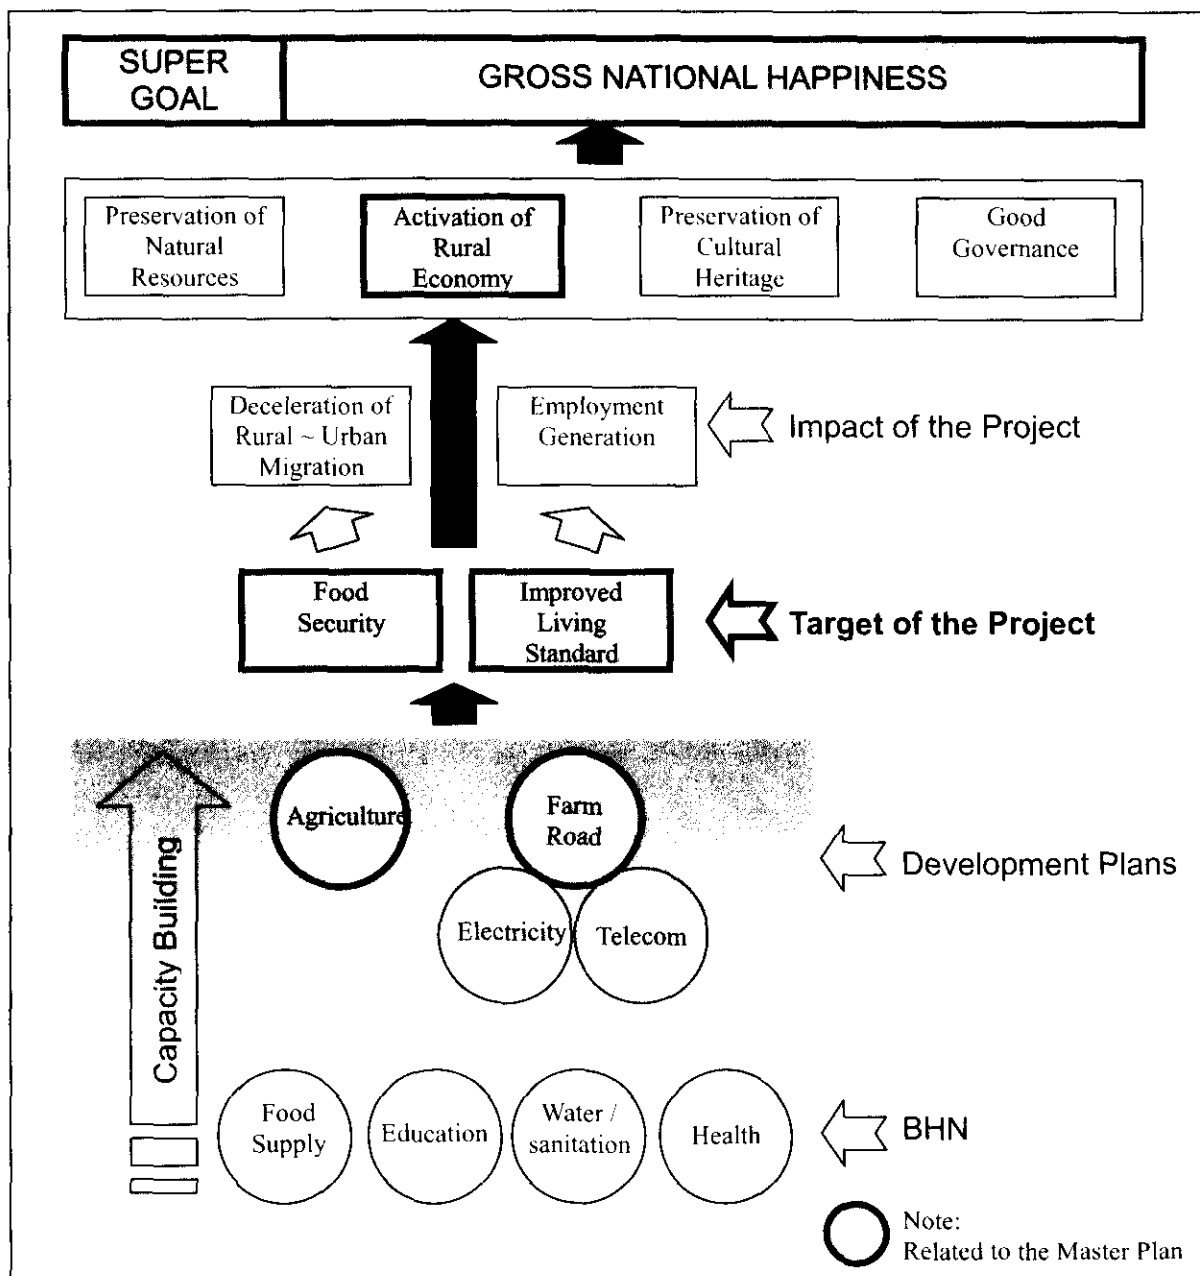 SUPER
GOAL
GROSS NATIONAL HAPPINESS
Preservation of
Natural
Resources
Activation of
Rural
Economy
Preservation of
Cultural
Heritage
Good
Governance
Deceleration of
Rural ~ Urban
Migration
Employment
Generation
Impact of the Project
Food
Security
Improved
Living
Standard
Target of the Project
Capacity Building
Agriculture
Farm
Road
Electricity
Telecom
Development Plans
Food
Supply
Education
Water /
sanitation
Health
BHN
Note:
Related to the Master Plan